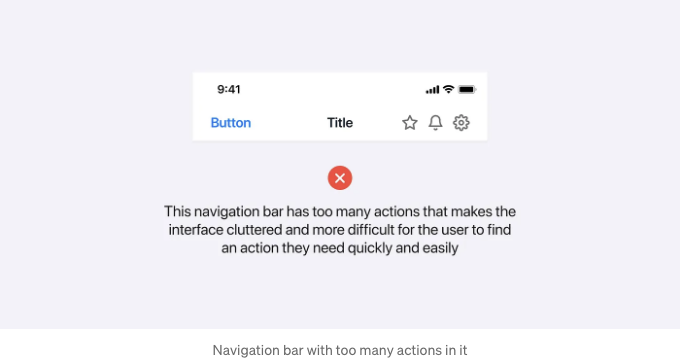 9:41
Button Title
This navigation bar has too many actions that makes the
interface cluttered and more difficult for the user to find
an action they need quickly and easily
Navigation bar with too many actions in it